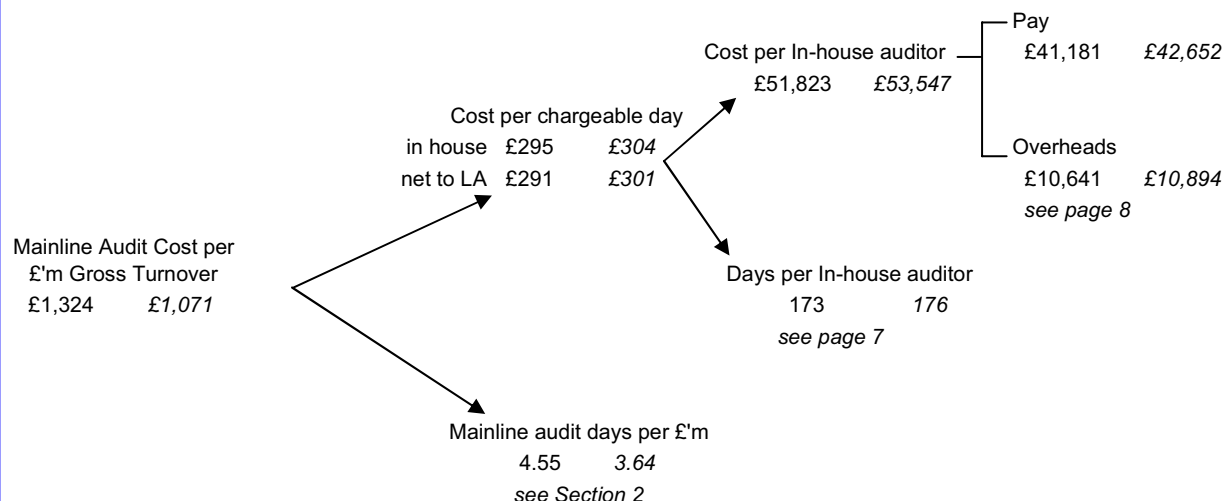 Pay
£41,181 £42,652
Cost per In-house auditor
£51,823 £53,547
Cost per chargeable day
in house £295 £304
net to LA £291 £301
Overheads
£10,641 £10,894
see page 8
Mainline Audit Cost per
£'m Gross Turnover
£1,324 £1,071
Days per In-house auditor
173 176
see page 7
Mainline audit days per £'m
4.55 3.64
see Section 2